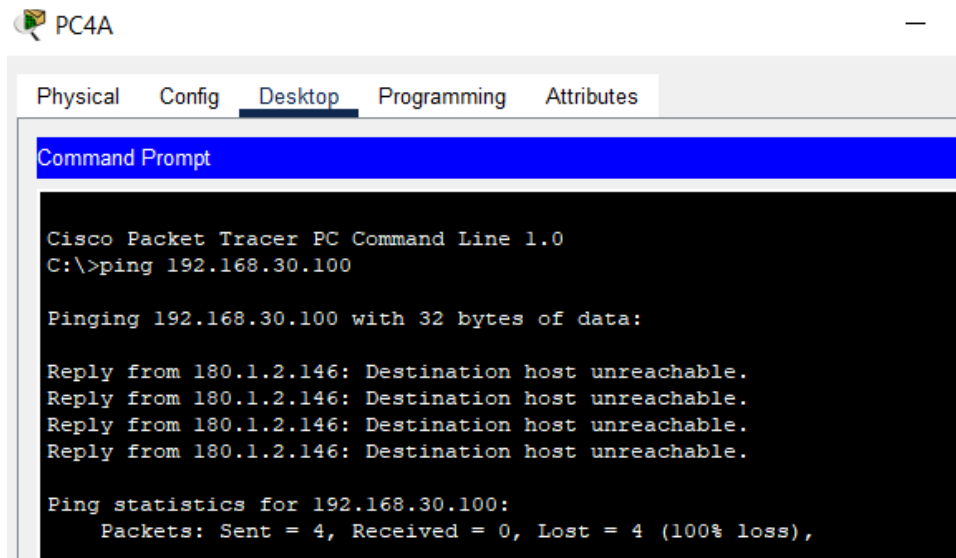 PC4A
Physical Config Desktop Programming Attributes
Command Prompt
Cisco Packet Tracer PC Command Line 1.0
C:\>ping 192.168.30.100
Pinging 192.168.30.100 with 32 bytes of data:
Reply from 180.1.2.146: Destination host unreachable.
Reply from 180.1.2.146: Destination host unreachable.
Reply from 180.1.2.146: Destination host unreachable.
Reply from 180.1.2.146: Destination host unreachable.
Ping statistics for 192.168.30.100:
Packets: Sent = 4, Received = 0, Lost = 4 (100% loss),